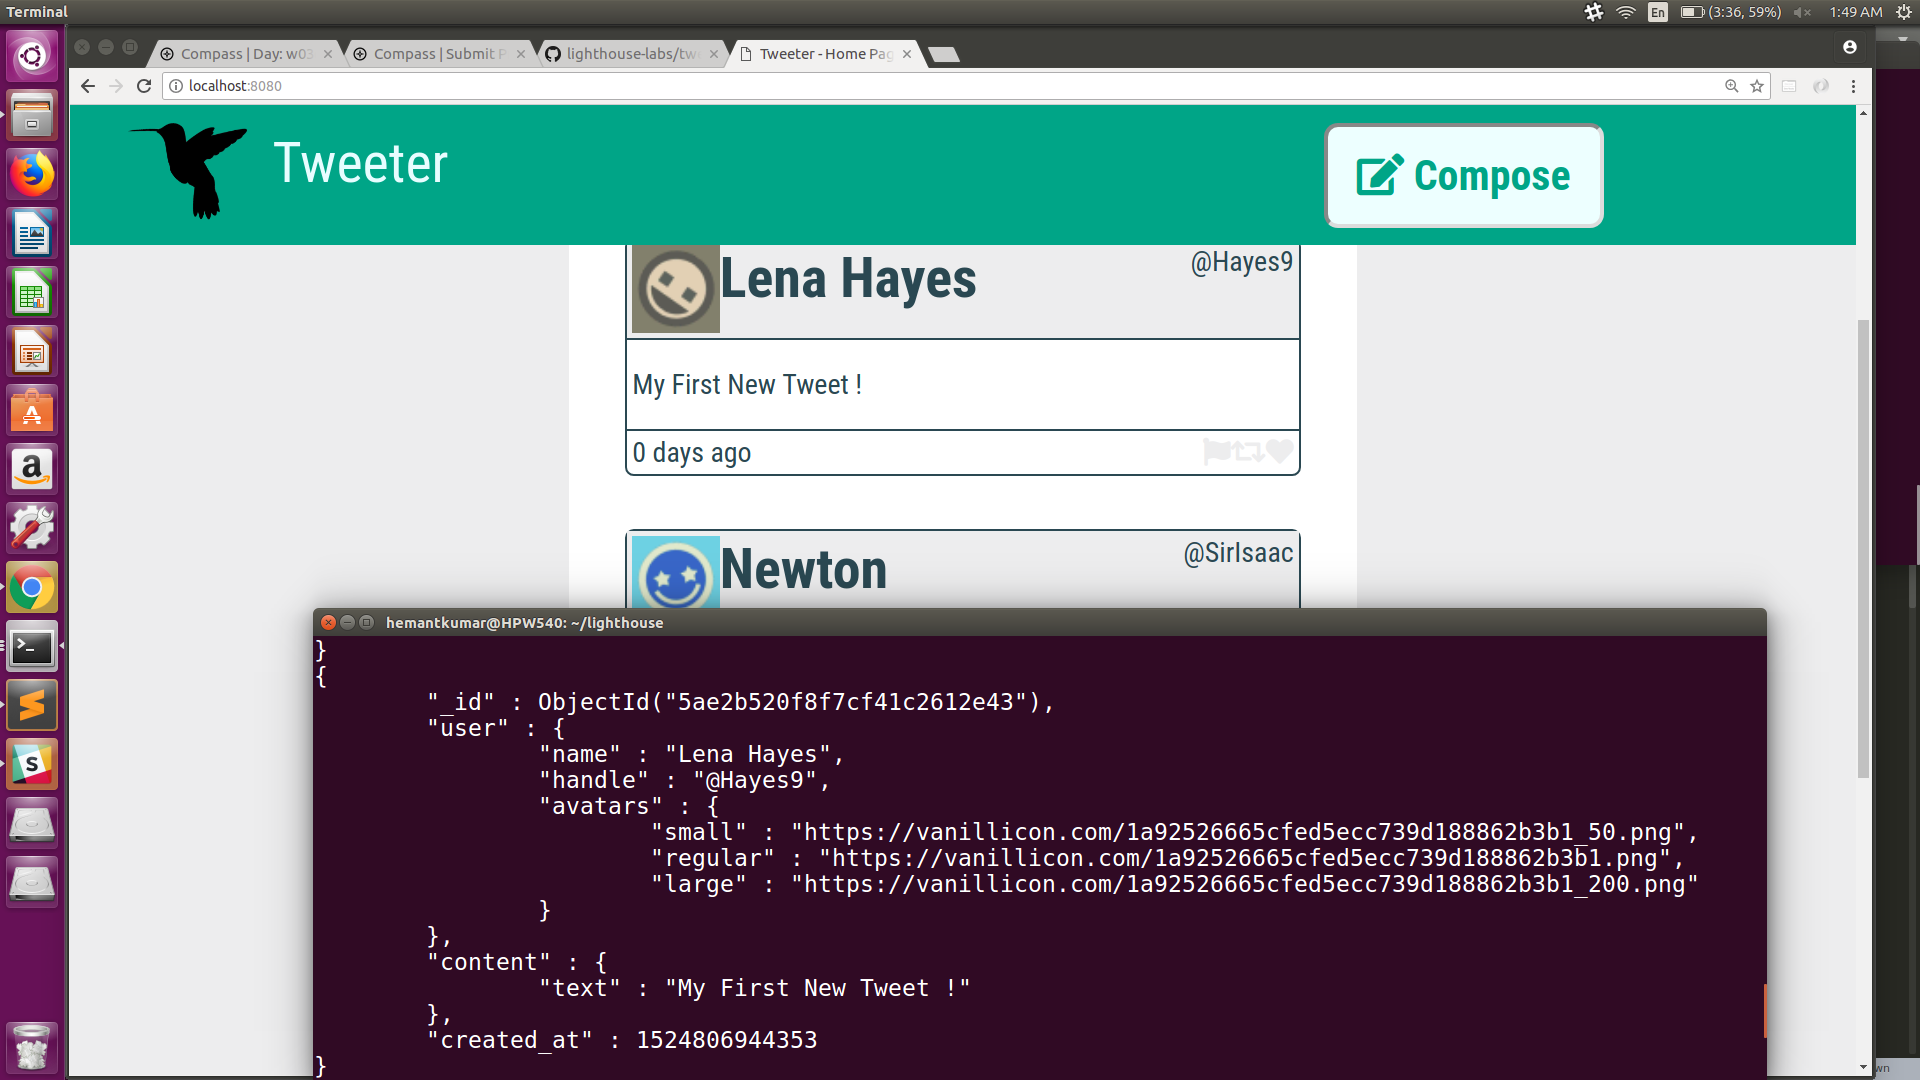 Terminal
En
(3:36, 59%)
1:49 AM
Compass | Day: w03
Compass | Submit P
lighthouse-labs/twe
Tweeter - Home Pag
localhost:8080
Tweeter
Compose
Lena Hayes
@Hayes9
My First New Tweet !
0 days ago
Newton
@SirIsaac
hemantkumar@HPW540: ~/lighthouse
}
{
"_id" : ObjectId("5ae2b520f8f7cf41c2612e43"),
"user" : {
"name" : "Lena Hayes",
"handle" : "@Hayes9",
"avatars" : {
"small" : "https://vanillicon.com/1a92526665cfed5ecc739d188862b3b1_50.png",
"regular" : "https://vanillicon.com/1a92526665cfed5ecc739d188862b3b1.png",
"large" : "https://vanillicon.com/1a92526665cfed5ecc739d188862b3b1_200.png"
}
},
"content" : {
"text" : "My First New Tweet !"
},
"created_at" : 1524806944353
}